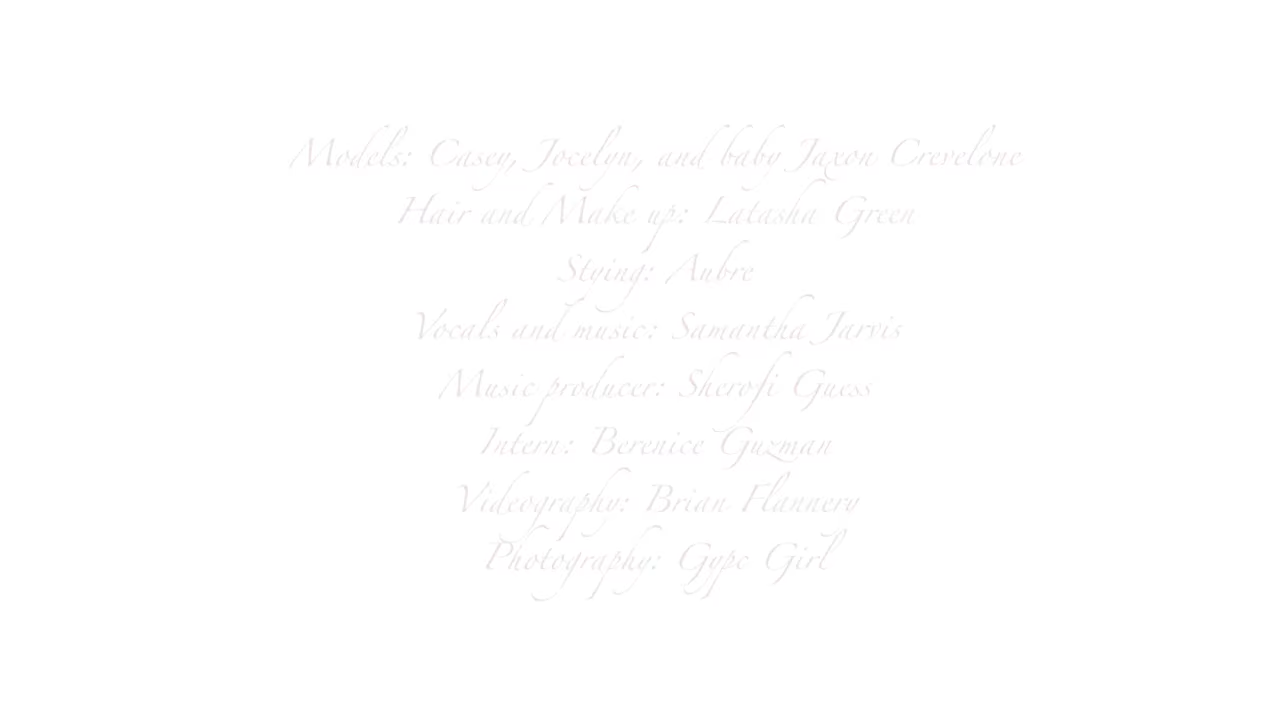 Models: Casey, Jocelyn, and baby Jaxon Crevelone
Hair and Make up: Latasha Green
Stying: Aubre
Vocals and music: Samantha Jarvis
Music producer: Sherofi Guess
Intern: Berenice Guzman
Videography: Brian Flannery
Photography: Gypc Girl